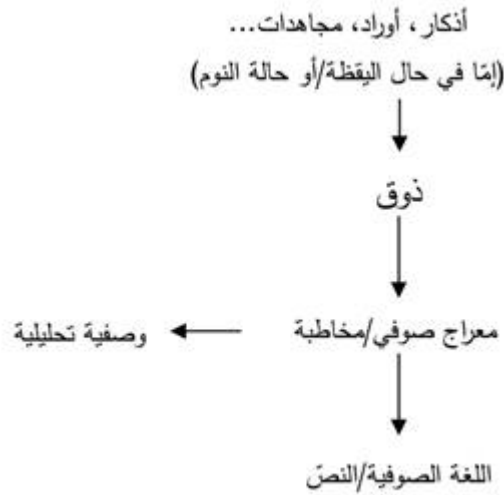 أذكار ، أوراد، مجاهدات...
(إمّا في حال اليقظة/أو حالة النوم)
ذوق
معراج صوفي/مخاطبة
وصفية تحليلية
اللغة الصوفية/النصّ